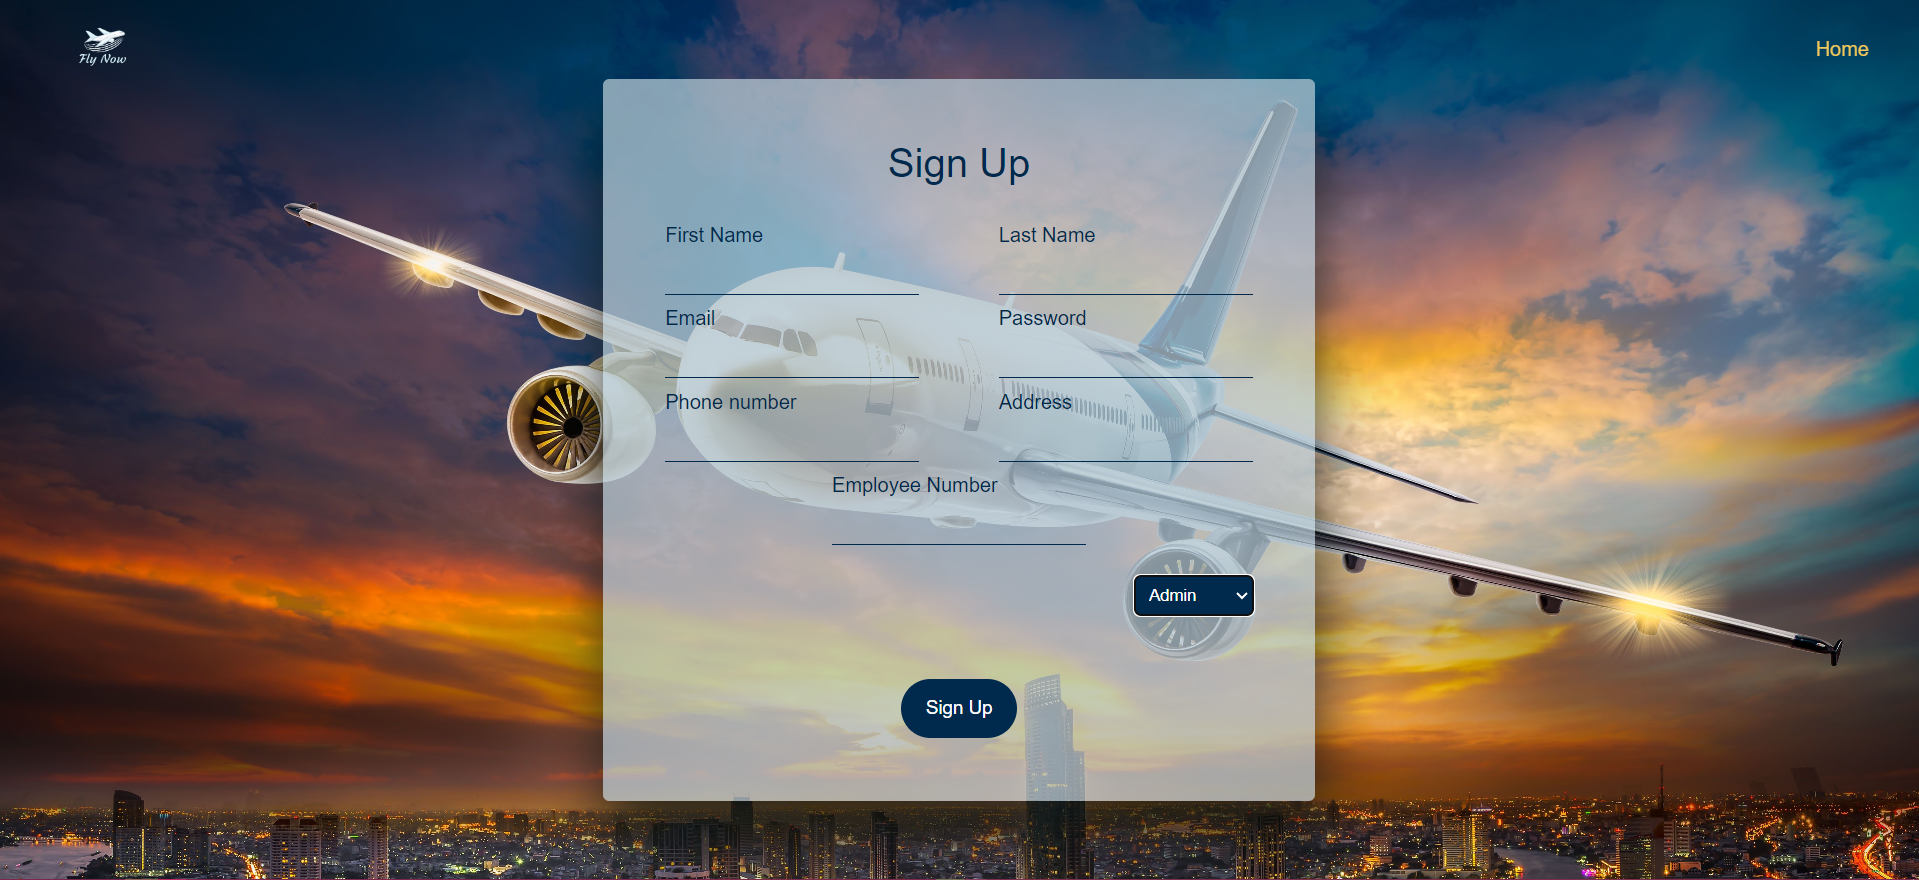 Fly Now
Home
Sign Up
First Name
Last Name
Email
Password
Phone number
Address
Employee Number
Admin
Sign Up